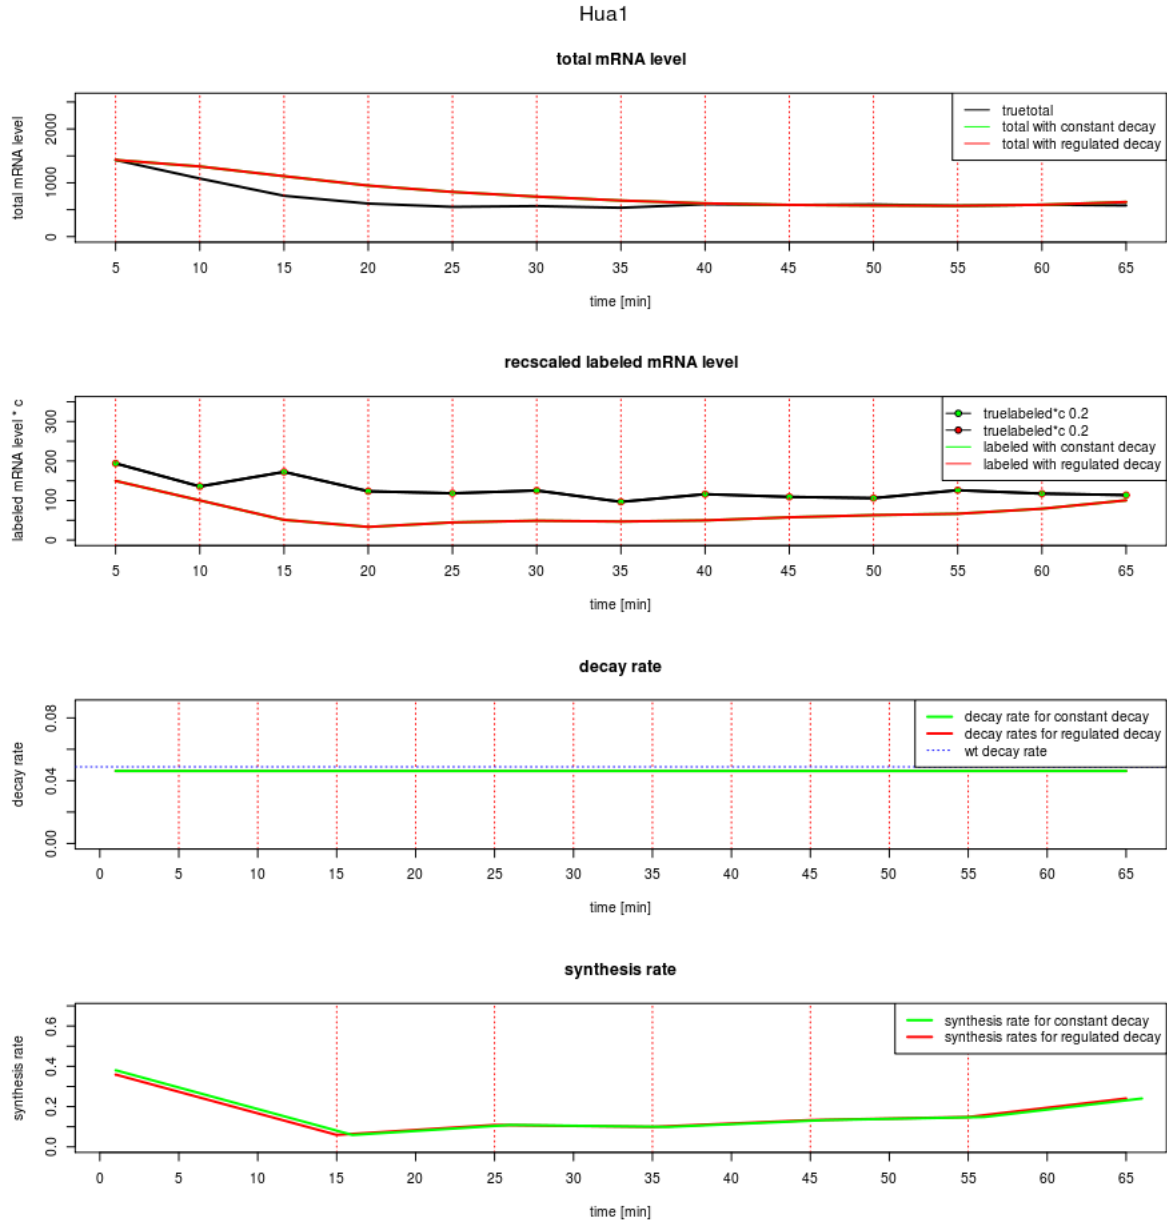 Hua1
total mRNA level
total mRNA level
0 1000 2000
truetotal
total with constant decay
total with regulated decay
5 10 15 20 25 30 35 40 45 50 55 60 65
time [min]
recscaled labeled mRNA level
labeled mRNA level * c
0 100 200 300
truelabeled*c 0.2
truelabeled*c 0.2
labeled with constant decay
labeled with regulated decay
5 10 15 20 25 30 35 40 45 50 55 60 65
time [min]
decay rate
decay rate
0.00 0.04 0.08
decay rate for constant decay
decay rates for regulated decay
wt decay rate
0 5 10 15 20 25 30 35 40 45 50 55 60 65
time [min]
synthesis rate
synthesis rate
0.0 0.2 0.4 0.6
synthesis rate for constant decay
synthesis rates for regulated decay
0 5 10 15 20 25 30 35 40 45 50 55 60 65
time [min]